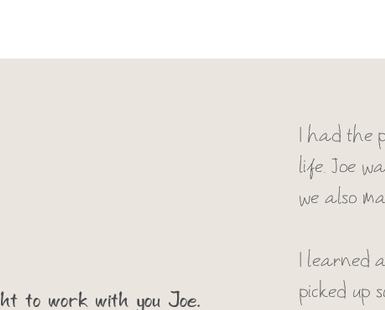 ht to work with you Joe.
I had the p
life. Joe wa
we also ma
I learned a
picked up s